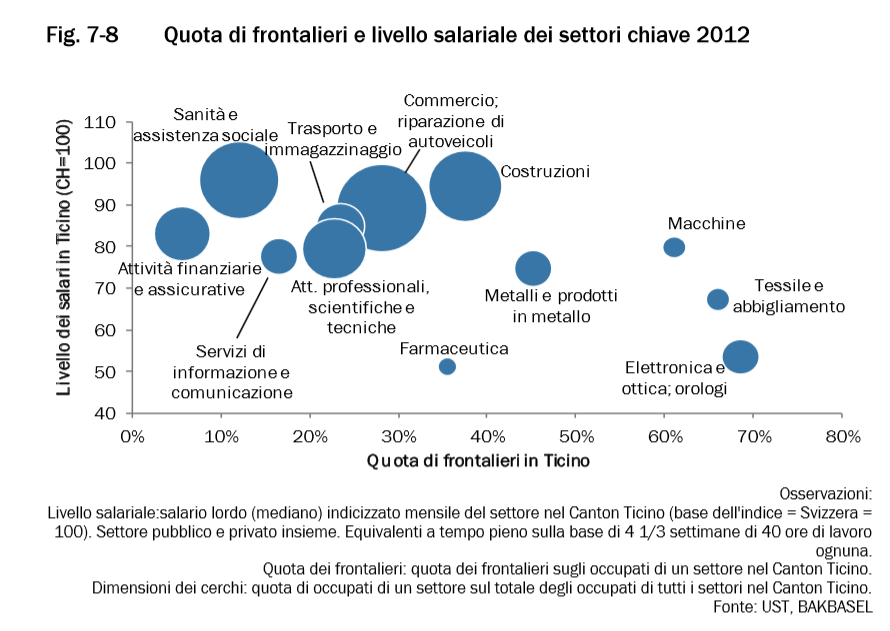 Fig. 7-8 Quota di frontalieri e livello salariale dei settori chiave 2012
Livello dei salari in Ticino (CH=100)
110
100
90
80
70
60
50
40
Sanità e
assistenza sociale
Trasporto e
immagazzinaggio
Commercio;
riparazione di
autoveicoli
Costruzioni
Macchine
Attività finanziarie
e assicurative
Att. professionali,
scientifiche e
tecniche
Metalli e prodotti
in metallo
Tessile e
abbigliamento
Servizi di
informazione e
comunicazione
Farmaceutica
Elettronica e
ottica; orologi
0% 10% 20% 30% 40% 50% 60% 70% 80%
Quota di frontalieri in Ticino
Osservazioni:
Livello salariale:salario lordo (mediano) indicizzato mensile del settore nel Canton Ticino (base dell'indice = Svizzera =
100). Settore pubblico e privato insieme. Equivalenti a tempo pieno sulla base di 4 1/3 settimane di 40 ore di lavoro
ognuna.
Quota dei frontalieri: quota dei frontalieri sugli occupati di un settore nel Canton Ticino.
Dimensioni dei cerchi: quota di occupati di un settore sul totale degli occupati di tutti i settori nel Canton Ticino.
Fonte: UST, BAKBASEL